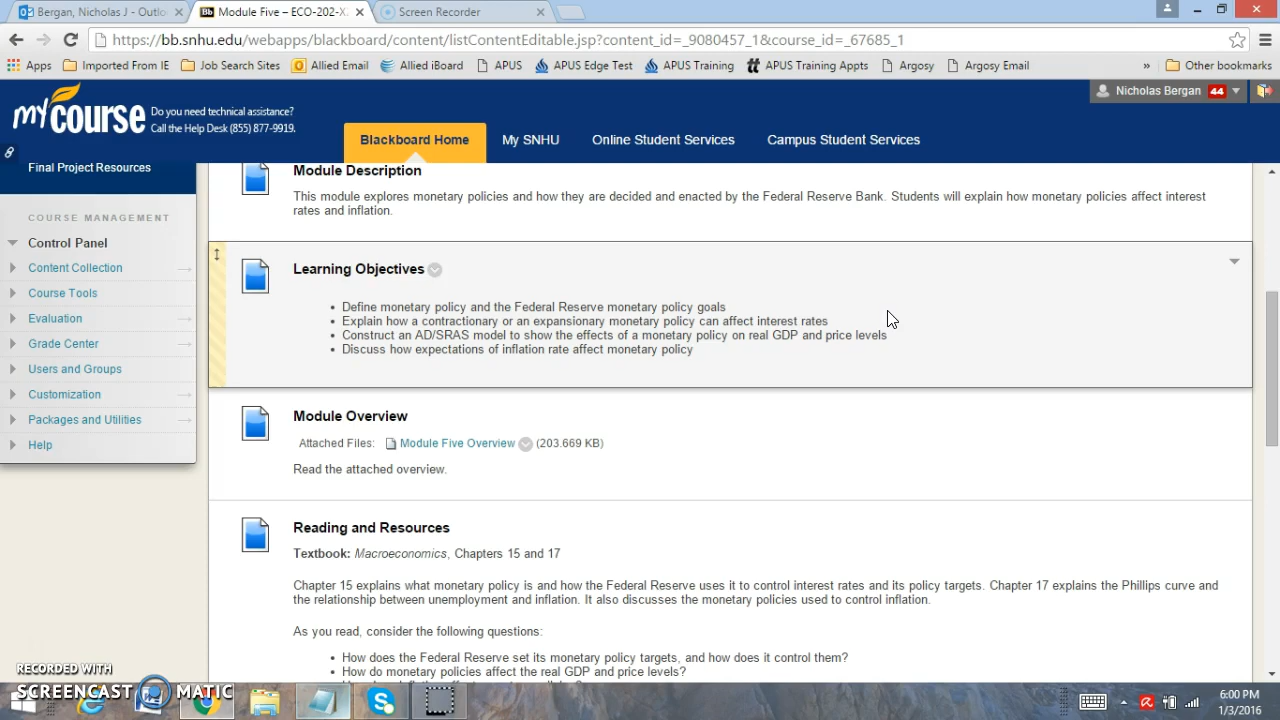 Bergan, Nicholas J - Outlo
Bb Module Five – ECO-202-X
Screen Recorder
https://bb.snhu.edu/webapps/blackboard/content/listContentEditable.jsp?content_id=_9080457_1&course_id=_67685_1
Apps Imported From IE Job Search Sites Allied Email Allied iBoard APUS APUS Edge Test APUS Training APUS Training Appts Argosy Argosy Email » Other bookmarks
mycourse
Do you need technical assistance?
Call the Help Desk (855) 877-9919.
Nicholas Bergan 44
Blackboard Home My SNHU Online Student Services Campus Student Services
Final Project Resources
COURSE MANAGEMENT
Control Panel
Content Collection
Course Tools
Evaluation
Grade Center
Users and Groups
Customization
Packages and Utilities
Help
Module Description
This module explores monetary policies and how they are decided and enacted by the Federal Reserve Bank. Students will explain how monetary policies affect interest
rates and inflation.
Learning Objectives
• Define monetary policy and the Federal Reserve monetary policy goals
• Explain how a contractionary or an expansionary monetary policy can affect interest rates
• Construct an AD/SRAS model to show the effects of a monetary policy on real GDP and price levels
• Discuss how expectations of inflation rate affect monetary policy
Module Overview
Attached Files: Module Five Overview (203.669 KB)
Read the attached overview.
Reading and Resources
Textbook: Macroeconomics, Chapters 15 and 17
Chapter 15 explains what monetary policy is and how the Federal Reserve uses it to control interest rates and its policy targets. Chapter 17 explains the Phillips curve and
the relationship between unemployment and inflation. It also discusses the monetary policies used to control inflation.
As you read, consider the following questions:
• How does the Federal Reserve set its monetary policy targets, and how does it control them?
• How do monetary policies affect the real GDP and price levels?
RECORDED WITH
SCREENCAST MATIC
6:00 PM
1/3/2016